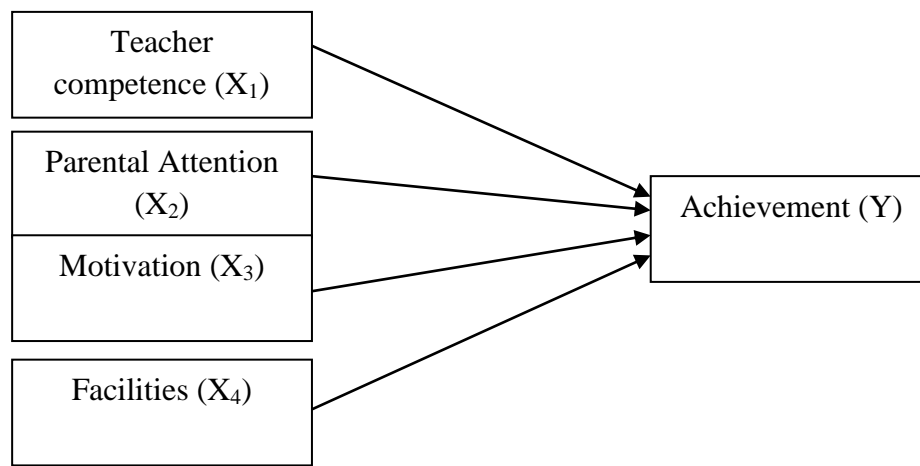 Teacher
competence (X₁)
Parental Attention
(X₂)
Motivation (X₃)
Facilities (X₄)
Achievement (Y)